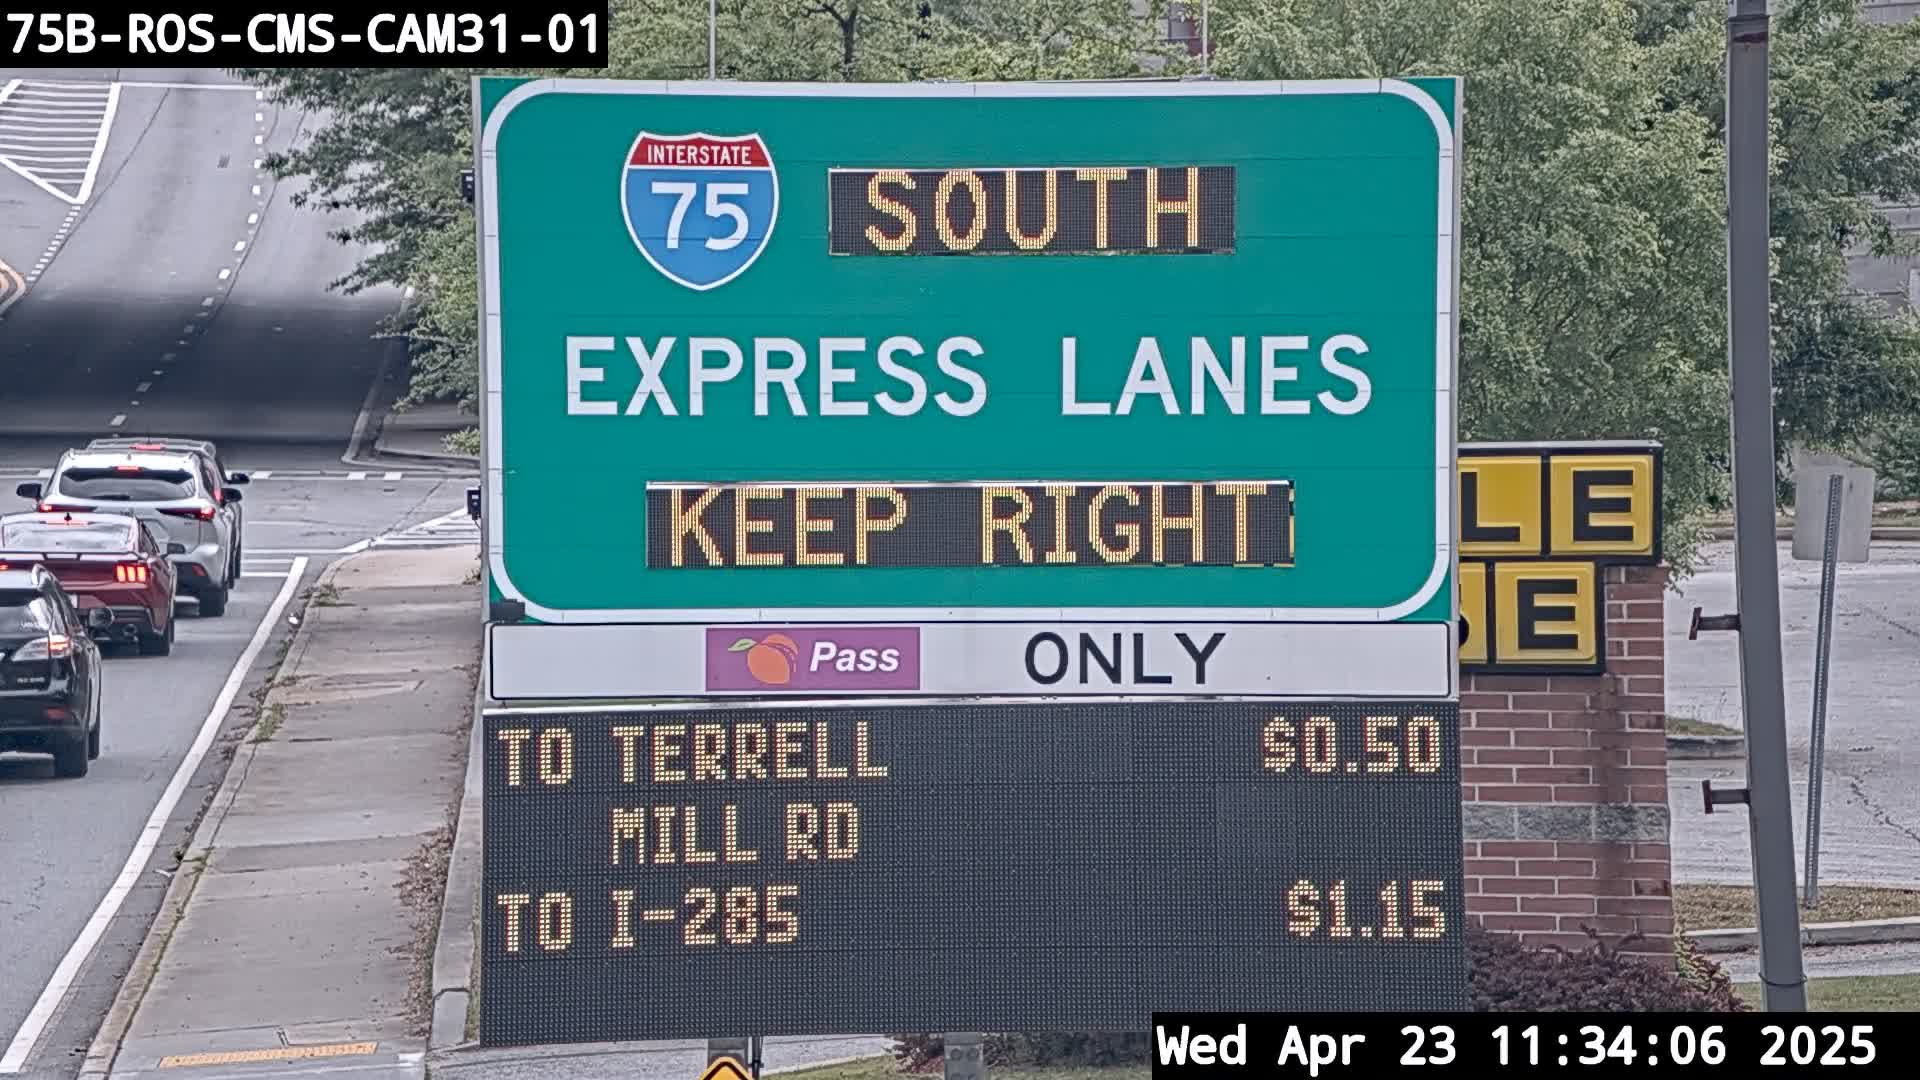 75B-ROS-CMS-CAM31-01
INTERSTATE
75
SOUTH
EXPRESS LANES
KEEP RIGHT
Pass ONLY
TO TERRELL $0.50
MILL RD
TO I-285 $1.15
LE
E
Wed Apr 23 11:34:06 2025